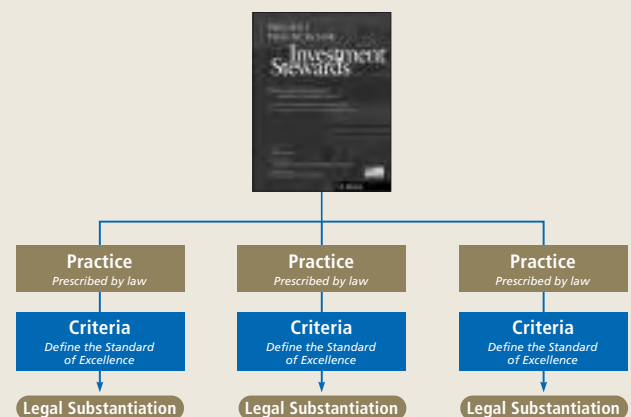 Investment
Stewards
Practice
Prescribed by law
Criteria
Define the Standard
of Excellence
Legal Substantiation
Practice
Prescribed by law
Criteria
Define the Standard
of Excellence
Legal Substantiation
Practice
Prescribed by law
Criteria
Define the Standard
of Excellence
Legal Substantiation